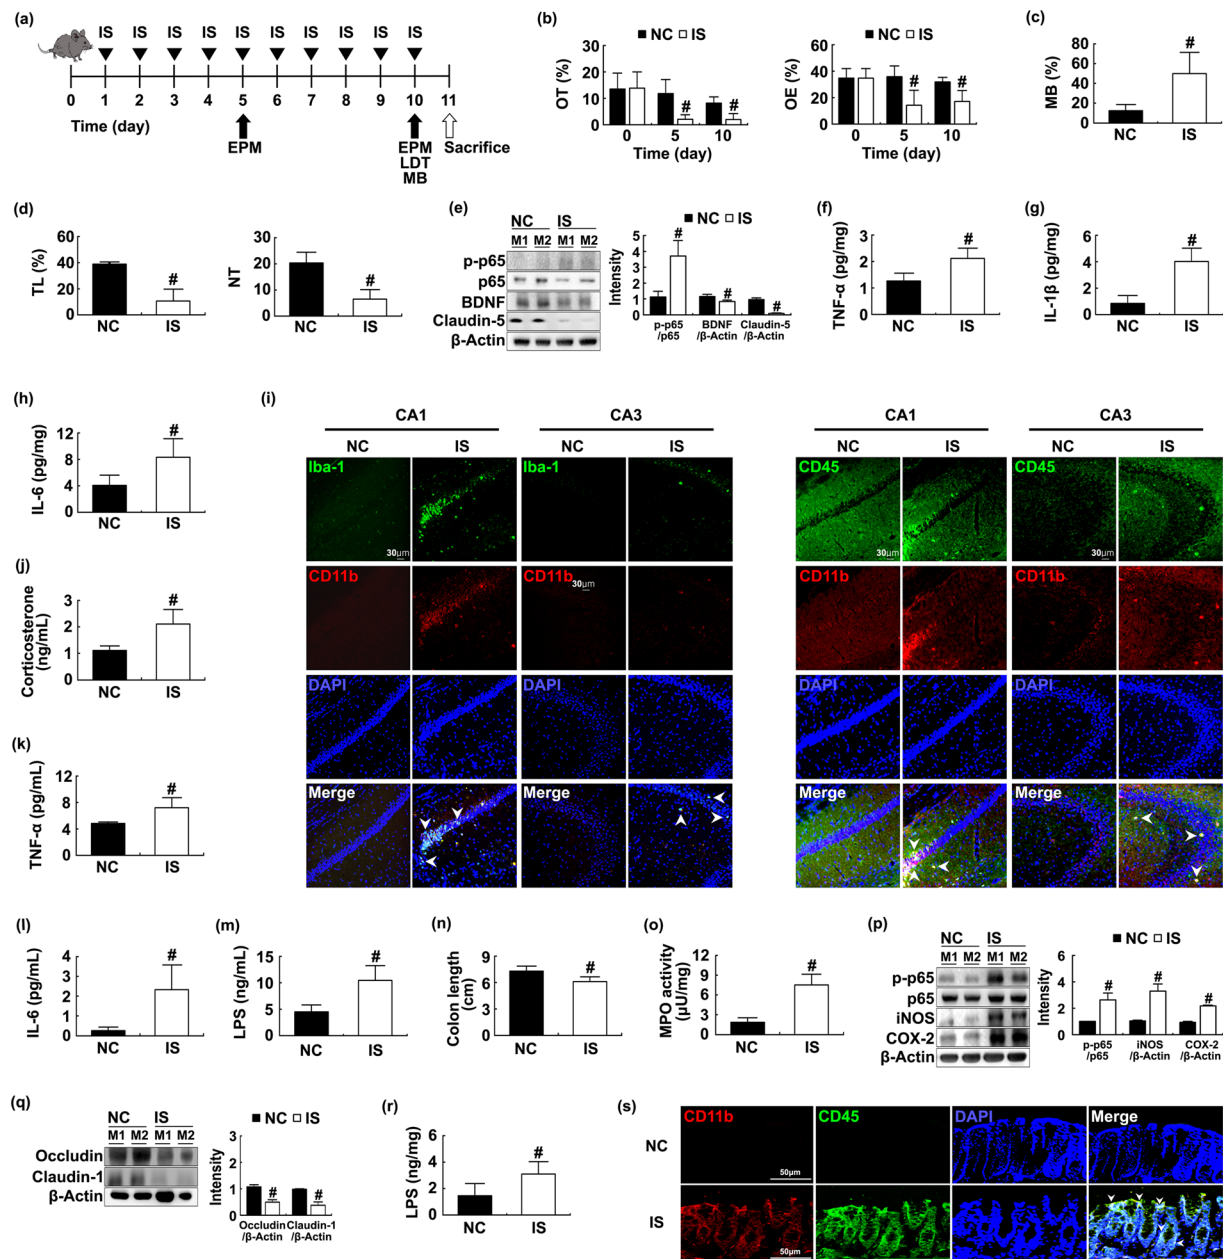 (a)
IS IS IS IS IS IS IS IS IS IS
0 1 2 3 4 5 6 7 8 9 10 11
Time (day)
EPM
EPM
LDT
MB
Sacrifice
(b)
NC IS
OT (%)
30
20
10
0
# #
0 5 10
Time (day)
NC IS
OE (%)
80
60
40
20
0
# #
0 5 10
Time (day)
(c)
MB (%)
80
60
40
20
0
#
NC IS
(d)
TL (%)
60
40
20
0
#
NC IS
NT
30
20
10
0
#
NC IS
(e)
NC IS
M1 M2 M1 M2
p-p65
p65
BDNF
Claudin-5
β-Actin
NC IS
Intensity
5
4
3
2
1
0
# # #
p-p65 BDNF Claudin-5
/p65 /β-Actin /β-Actin
(f)
TNF-α (pg/mg)
3
2
1
0
#
NC IS
(g)
IL-1β (pg/mg)
6
4
2
0
#
NC IS
(h)
IL-6 (pg/mg)
12
8
4
0
#
NC IS
(i)
CA1 CA3
NC IS NC IS
Iba-1 Iba-1
30μm 30μm
CD11b CD11b
30μm
DAPI DAPI
Merge Merge
CA1 CA3
NC IS NC IS
CD45 CD45
30μm 30μm
CD11b CD11b
DAPI DAPI
Merge Merge
(j)
Corticosterone
(ng/mL)
3
2
1
0
#
NC IS
(k)
TNF-α (pg/mL)
12
8
4
0
#
NC IS
(l)
IL-6 (pg/mL)
4
3
2
1
0
#
NC IS
(m)
LPS (ng/mL)
15
10
5
0
#
NC IS
(n)
Colon length
(cm)
9
6
3
0
#
NC IS
(o)
MPO activity
(μU/mg)
12
9
6
3
0
#
NC IS
(p)
NC IS
M1 M2 M1 M2
p-p65
p65
iNOS
COX-2
β-Actin
NC IS
Intensity
5
4
3
2
1
0
# # #
p-p65 iNOS COX-2
/p65 /β-Actin /β-Actin
(q)
NC IS
M1 M2 M1 M2
Occludin
Claudin-1
β-Actin
NC IS
Intensity
3
2
1
0
# #
Occludin Claudin-1
/β-Actin /β-Actin
(r)
LPS (ng/mg)
6
4
2
0
#
NC IS
(s)
CD11b CD45 DAPI Merge
NC
50μm
IS
50μm